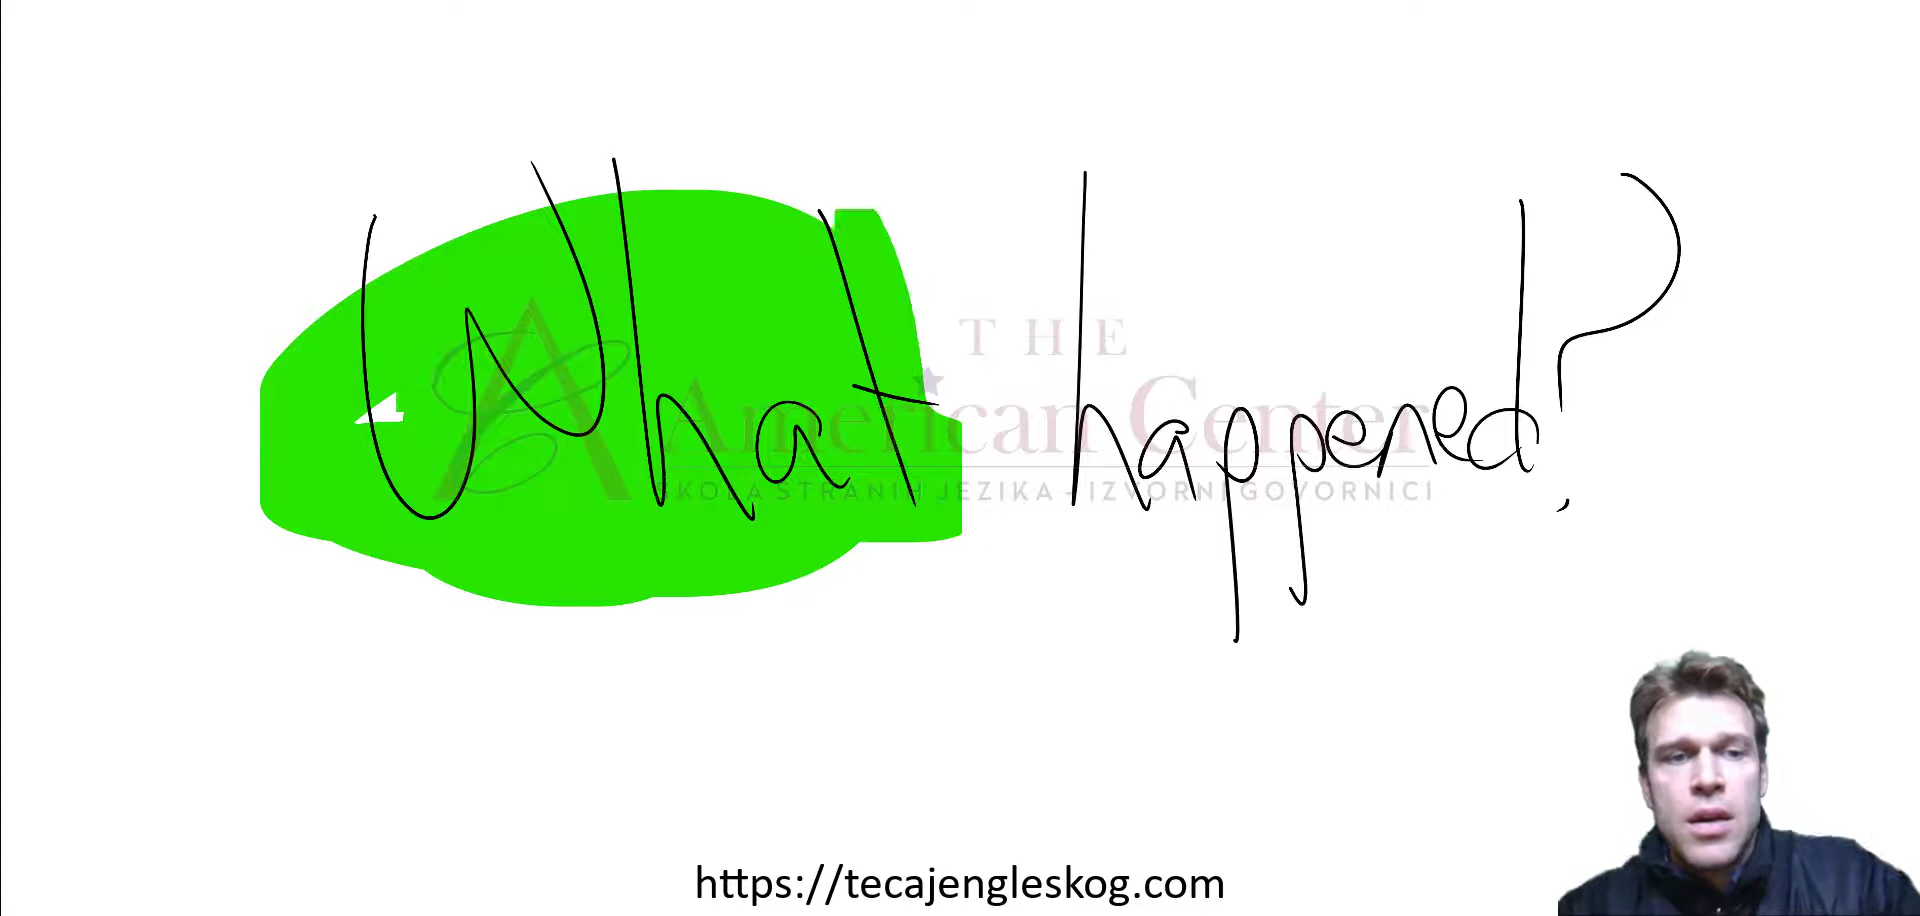 What happened?
THE
American Center
ŠKOLA STRANIH JEZIKA - IZVORNI GOVORNICI
https://tecajengleskog.com